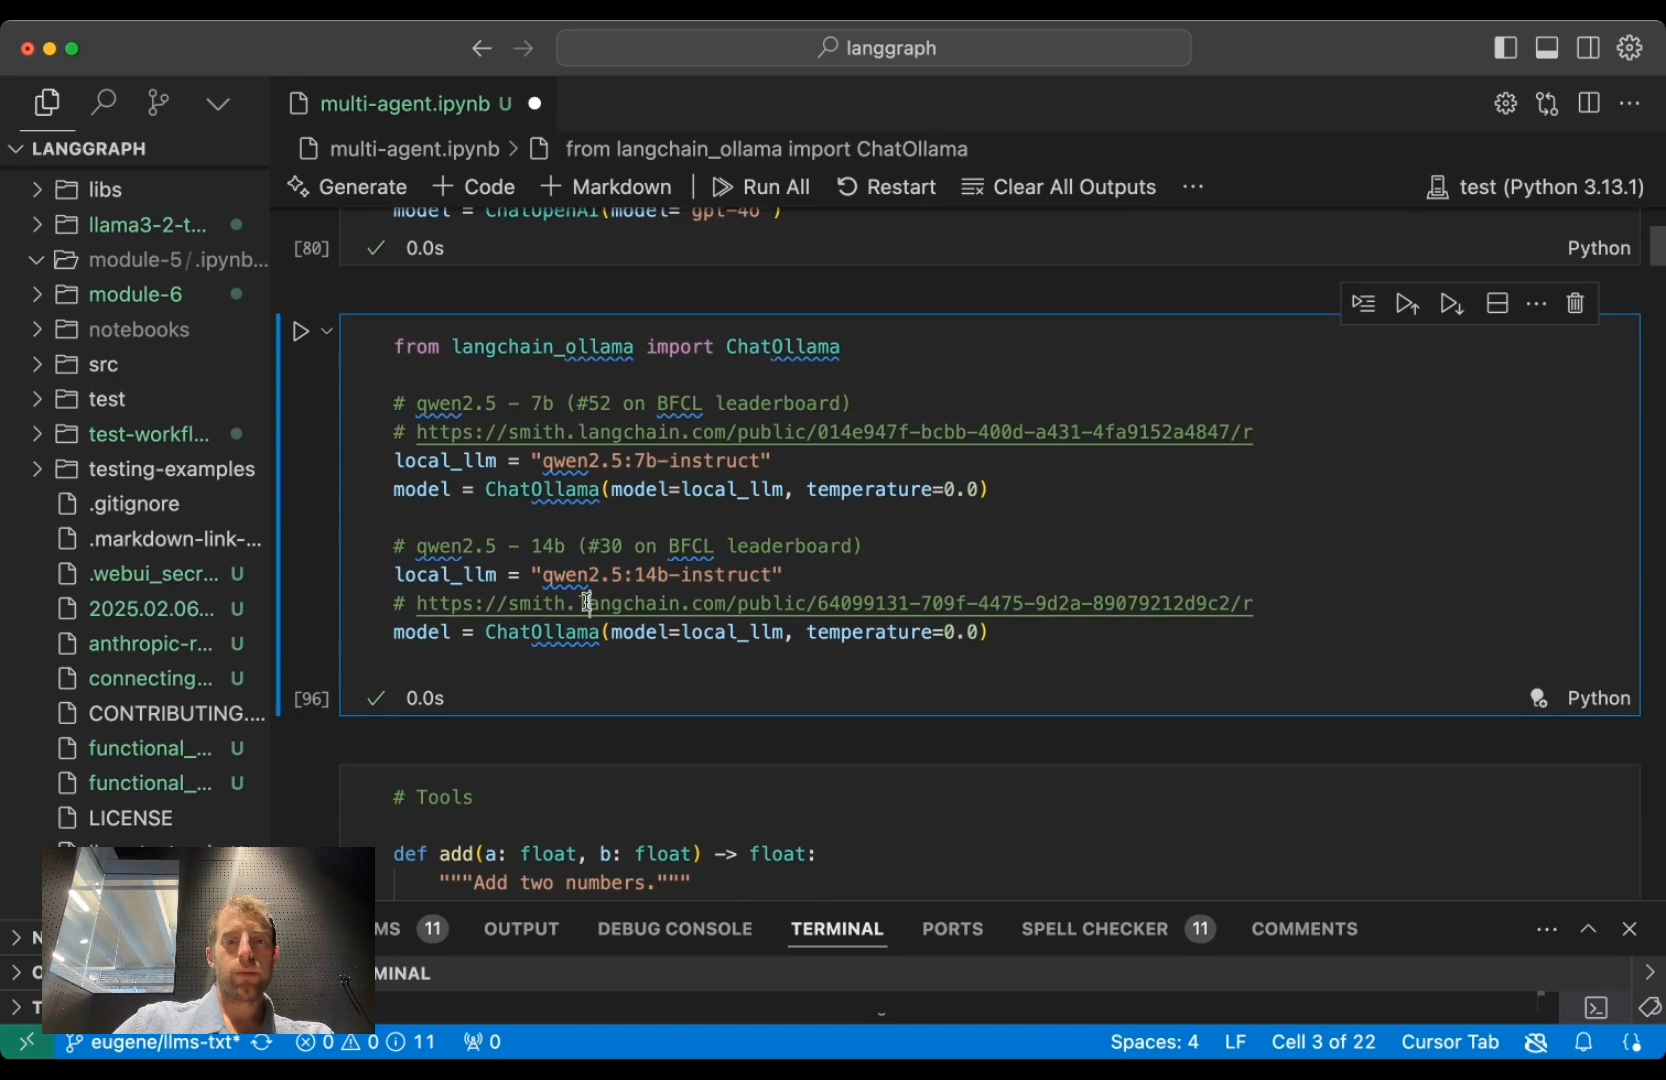 langgraph
multi-agent.ipynb U
LANGGRAPH
multi-agent.ipynb > from langchain_ollama import ChatOllama
Generate + Code + Markdown | Run All Restart Clear All Outputs ... test (Python 3.13.1)
libs
llama3-2-t...
module-5/.ipynb...
module-6
notebooks
src
test
test-workfl...
testing-examples
.gitignore
.markdown-link-...
.webui_secr... U
2025.02.06... U
anthropic-r... U
connecting... U
CONTRIBUTING....
functional_... U
functional_... U
LICENSE
model = ChatOpenAI(model="gpt-4o")
[80] 0.0s Python
from langchain_ollama import ChatOllama
# qwen2.5 - 7b (#52 on BFCL leaderboard)
# https://smith.langchain.com/public/014e947f-bcbb-400d-a431-4fa9152a4847/r
local_llm = "qwen2.5:7b-instruct"
model = ChatOllama(model=local_llm, temperature=0.0)
# qwen2.5 - 14b (#30 on BFCL leaderboard)
local_llm = "qwen2.5:14b-instruct"
# https://smith.langchain.com/public/64099131-709f-4475-9d2a-89079212d9c2/r
model = ChatOllama(model=local_llm, temperature=0.0)
[96] 0.0s Python
# Tools
def add(a: float, b: float) -> float:
"""Add two numbers."""
MS 11 OUTPUT DEBUG CONSOLE TERMINAL PORTS SPELL CHECKER 11 COMMENTS
N
O
MINAL
T
eugene/llms-txt* 0 0 11 0 Spaces: 4 LF Cell 3 of 22 Cursor Tab